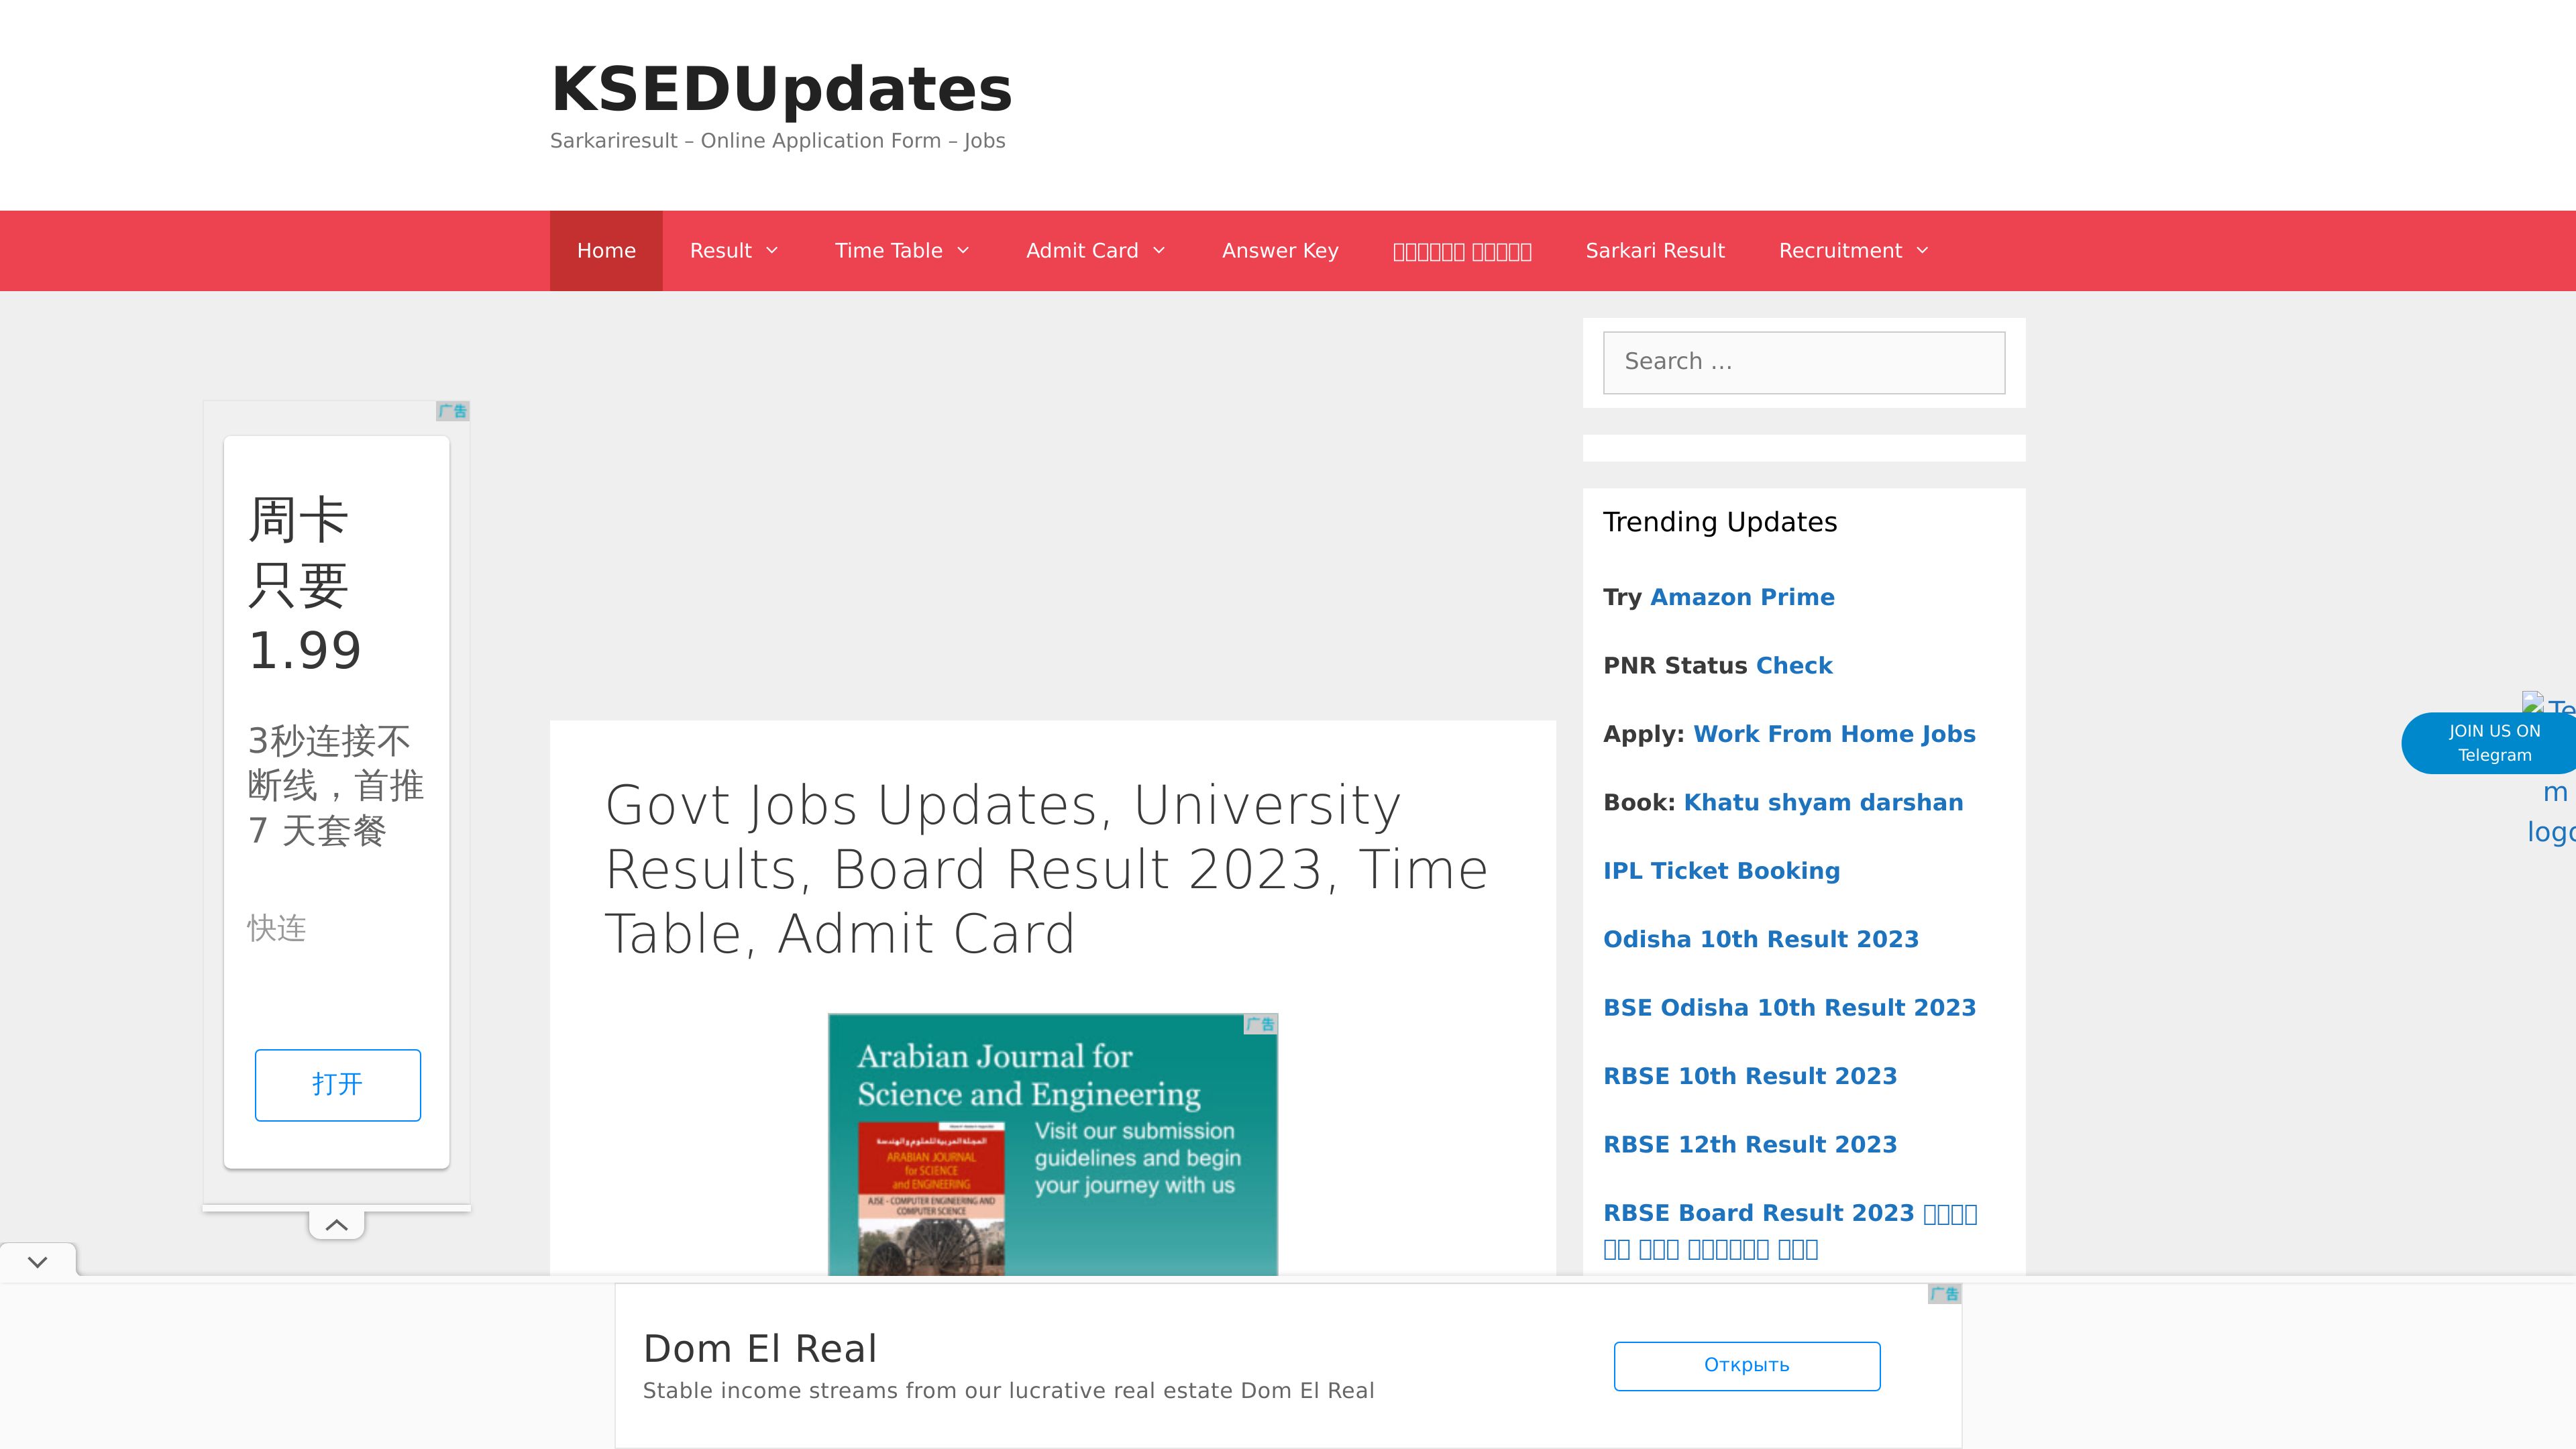 KSEDUpdates
Sarkariresult – Online Application Form – Jobs
Home
Result
Time Table
Admit Card
Answer Key
Sarkari Result
Recruitment
Search …
广告
周卡
只要
1.99
3秒连接不
断线，首推
7 天套餐
快连
打开
Govt Jobs Updates, University
Results, Board Result 2023, Time
Table, Admit Card
广告
Arabian Journal for
Science and Engineering
Visit our submission
guidelines and begin
your journey with us
المجلة العربية للعلوم والهندسة
ARABIAN JOURNAL
for SCIENCE
and ENGINEERING
AJSE - COMPUTER ENGINEERING AND
COMPUTER SCIENCE
Trending Updates
Try Amazon Prime
PNR Status Check
Apply: Work From Home Jobs
Book: Khatu shyam darshan
IPL Ticket Booking
Odisha 10th Result 2023
BSE Odisha 10th Result 2023
RBSE 10th Result 2023
RBSE 12th Result 2023
RBSE Board Result 2023
JOIN US ON
Telegram
m
logo
广告
Dom El Real
Stable income streams from our lucrative real estate Dom El Real
Открыть